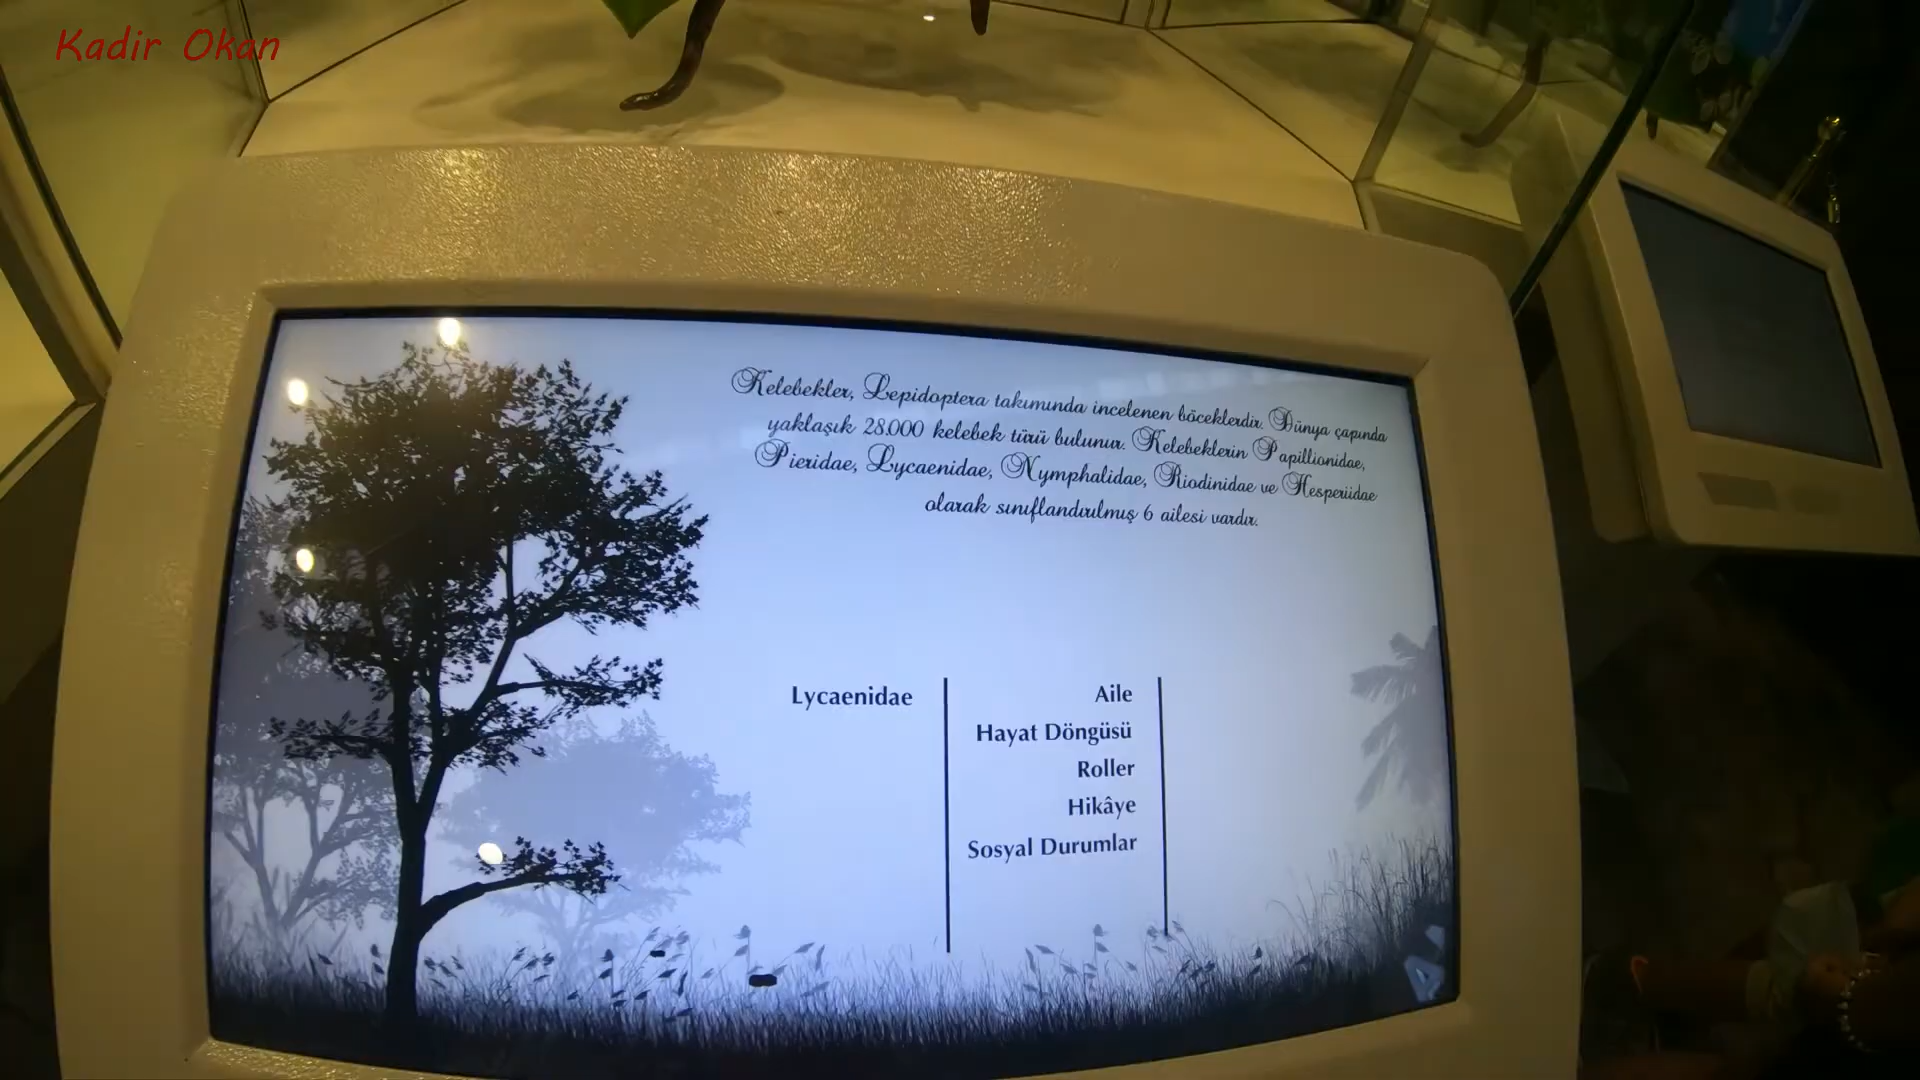 Kadir Okan
Kelebekler, Lepidoptera takımında incelenen böceklerdir. Dünya çapında
yaklaşık 28.000 kelebek türü bulunur. Kelebeklerin Papillionidae,
Pieridae, Lycaenidae, Nymphalidae, Riodinidae ve Hesperiidae
olarak sınıflandırılmış 6 ailesi vardır.
Lycaenidae
Aile
Hayat Döngüsü
Roller
Hikâye
Sosyal Durumlar